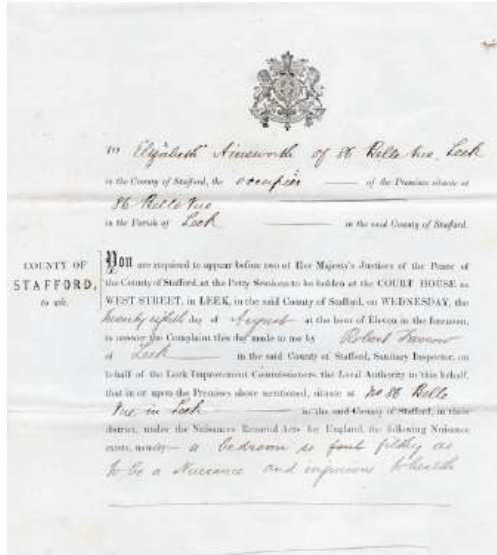 TO Elizabeth Ainsworth of 86 Belle Vue, Leek
in the County of Stafford, the occupier of the Premises situate at
86 Belle Vue
in the Parish of Leek in the said County of Stafford.
COUNTY OF
STAFFORD,
to wit.
You are required to appear before two of Her Majesty's Justices of the Peace of
the County of Stafford, at the Petty Sessions to be holden at the COURT HOUSE in
WEST STREET, in LEEK, in the said County of Stafford, on WEDNESDAY, the
twenty eighth day of August at the hour of Eleven in the forenoon,
to answer the Complaint this day made to me by Robert Farrow
of Leek in the said County of Stafford, Sanitary Inspector, on
behalf of the Leek Improvement Commissioners, the Local Authority in this behalf,
that in or upon the Premises above mentioned, situate at No 86 Belle
Vue in Leek in the said County of Stafford, in their
district, under the Nuisances Removal Acts for England, the following Nuisance
exists, namely:— a bedroom so foul filthy as
to be a Nuisance and injurious to health